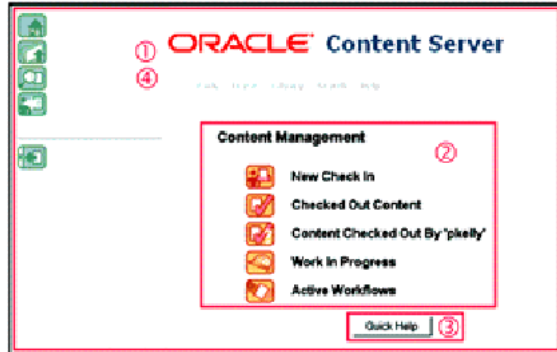 ① ORACLE Content Server
④
Content Management
②
New Check In
Checked Out Content
Content Checked Out By 'pkelly'
Work In Progress
Active Workflows
Quick Help ③